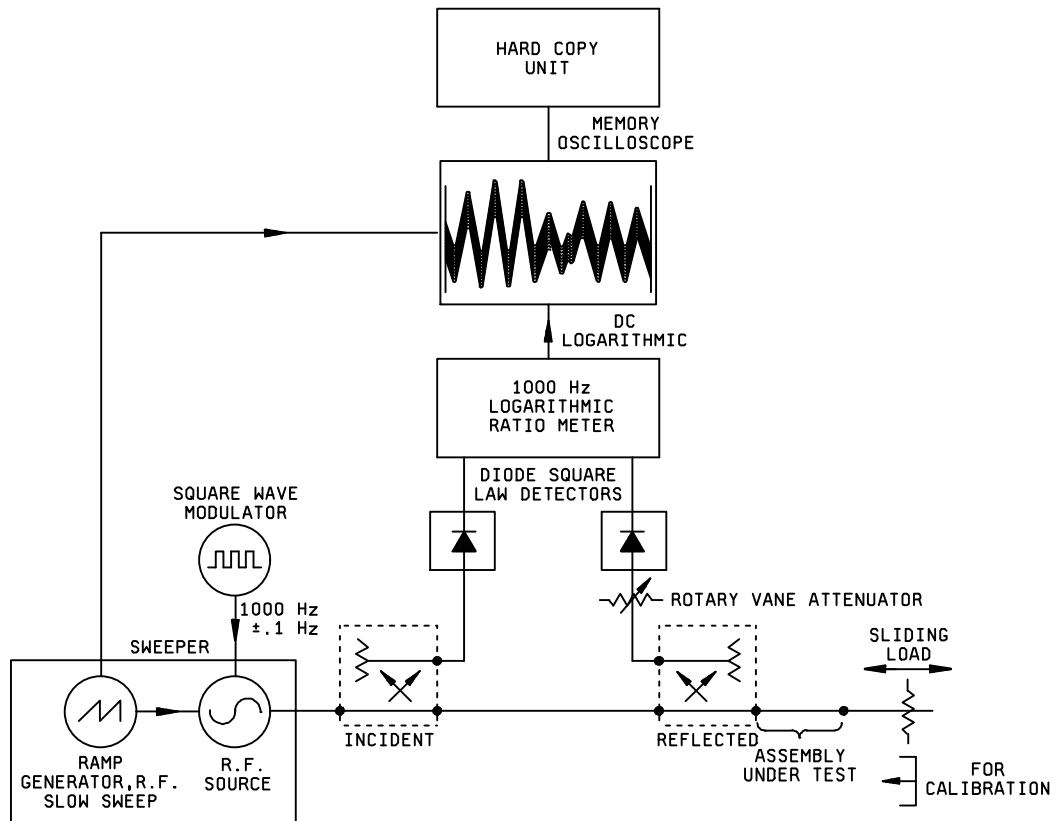 HARD COPY
UNIT
MEMORY
OSCILLOSCOPE
DC
LOGARITHMIC
1000 Hz
LOGARITHMIC
RATIO METER
DIODE SQUARE
LAW DETECTORS
SQUARE WAVE
MODULATOR
1000 Hz
±.1 Hz
ROTARY VANE ATTENUATOR
SWEEPER
SLIDING
LOAD
INCIDENT
REFLECTED
RAMP
GENERATOR,R.F.
SLOW SWEEP
R.F.
SOURCE
ASSEMBLY
UNDER TEST
FOR
CALIBRATION